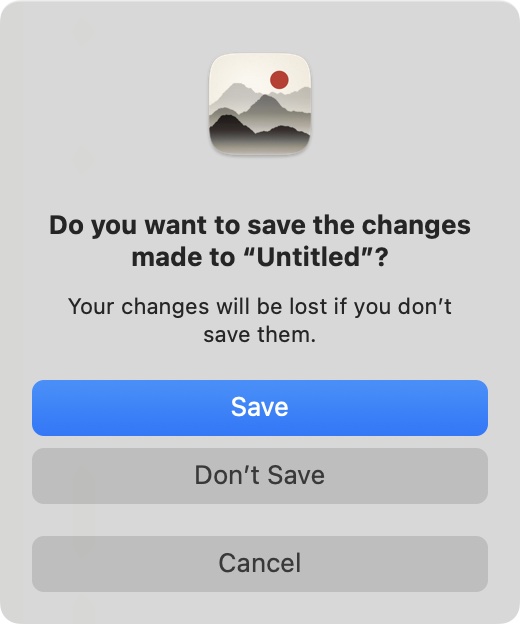 Do you want to save the changes
made to “Untitled”?
Your changes will be lost if you don’t
save them.
Save
Don’t Save
Cancel